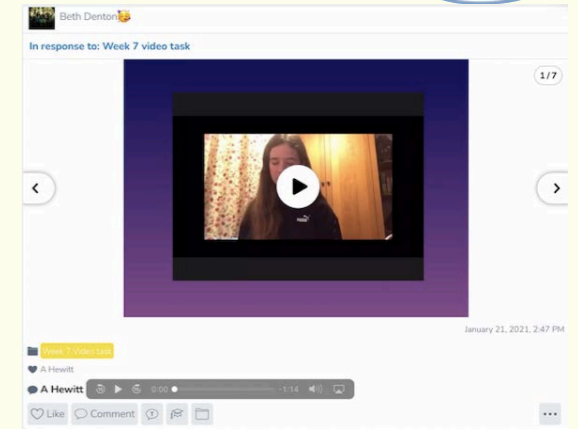 Beth Denton🥳
In response to: Week 7 video task
1/7
January 21, 2021, 2:47 PM
Week 7 Video task
A Hewitt
A Hewitt
0:00
-1:14
Like
Comment